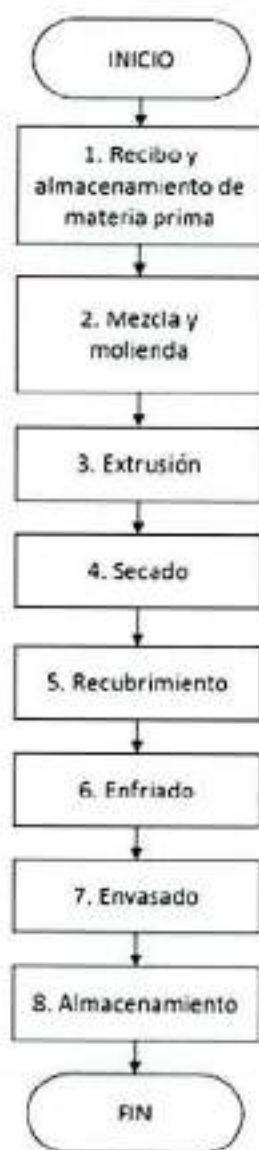 INICIO
1. Recibo y
almacenamiento de
materia prima
2. Mezcla y
molienda
3. Extrusión
4. Secado
5. Recubrimiento
6. Enfriado
7. Envasado
8. Almacenamiento
FIN